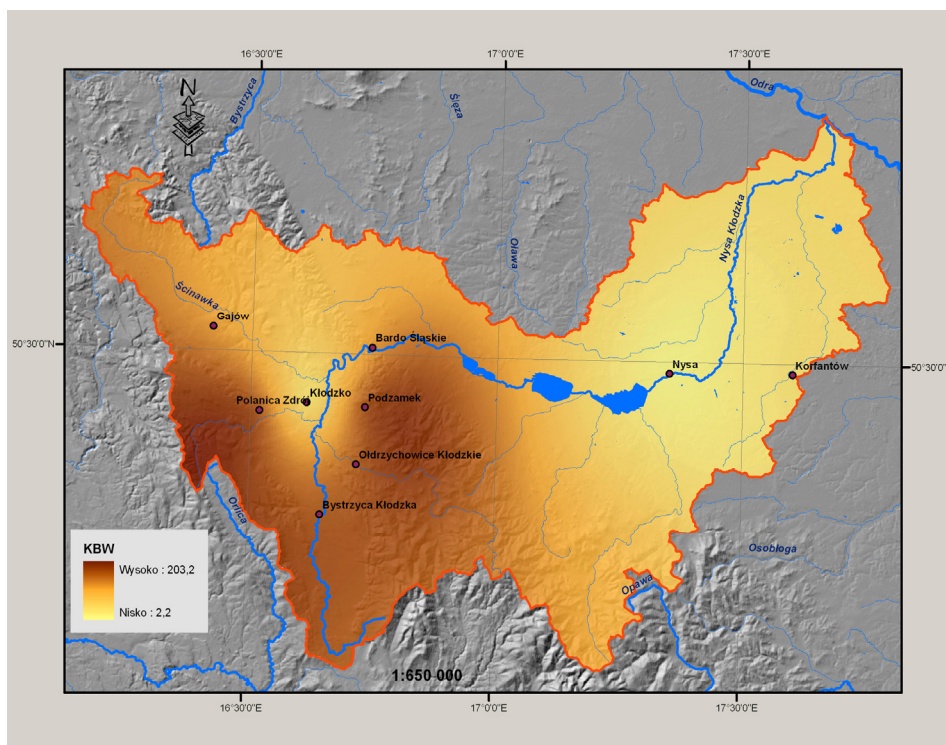 16°30'0"E
17°0'0"E
17°30'0"E
N
Bystrzyca
Ślęza
Odra
Oława
Nysa Kłodzka
Ścinawka
Gajów
Bardo Śląskie
50°30'0"N
Nysa
Korfantów
50°30'0"N
Polanica Zdrój
Kłodzko
Podzamek
Ołdrzychowice Kłodzkie
Orlica
Bystrzyca Kłodzka
KBW
Wysoko : 203,2
Nisko : 2,2
Osobłoga
Opawa
1:650 000
16°30'0"E
17°0'0"E
17°30'0"E